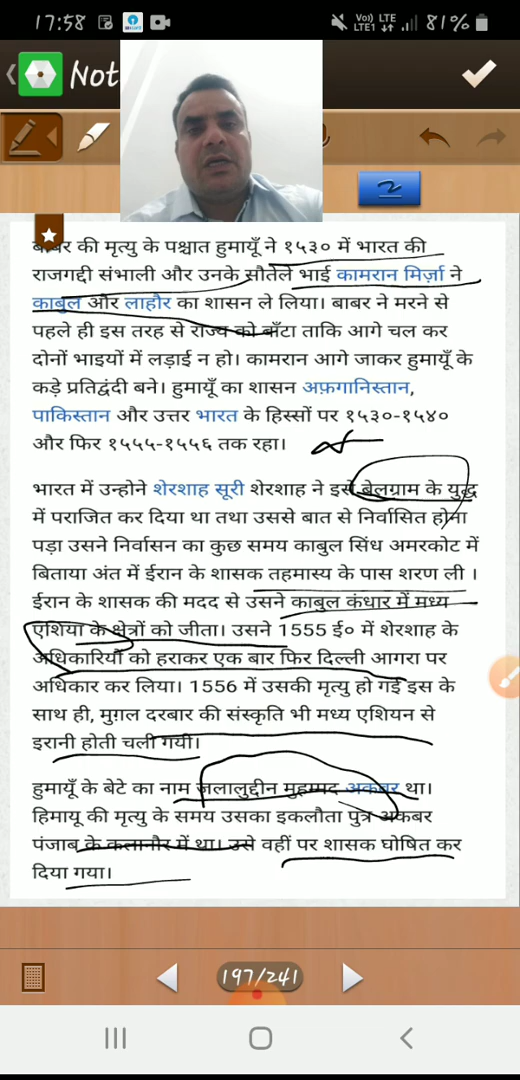 17:58
Vo) LTE
LTE1
81%
Not
2
बाबर की मृत्यु के पश्चात हुमायूँ ने १५३० में भारत की
राजगद्दी संभाली और उनके सौतेले भाई कामरान मिर्ज़ा ने
काबुल और लाहौर का शासन ले लिया। बाबर ने मरने से
पहले ही इस तरह से राज्य को बाँटा ताकि आगे चल कर
दोनों भाइयों में लड़ाई न हो। कामरान आगे जाकर हुमायूँ के
कड़े प्रतिद्वंदी बने। हुमायूँ का शासन अफ़गानिस्तान,
पाकिस्तान और उत्तर भारत के हिस्सों पर १५३०-१५४०
और फिर १५५५-१५५६ तक रहा।
भारत में उन्होने शेरशाह सूरी शेरशाह ने इसे बेलग्राम के युद्ध
में पराजित कर दिया था तथा उससे बात से निर्वासित होना
पड़ा उसने निर्वासन का कुछ समय काबुल सिंध अमरकोट में
बिताया अंत में ईरान के शासक तहमास्य के पास शरण ली ।
ईरान के शासक की मदद से उसने काबुल कंधार में मध्य
एशिया के क्षेत्रों को जीता। उसने 1555 ई० में शेरशाह के
अधिकारियों को हराकर एक बार फिर दिल्ली आगरा पर
अधिकार कर लिया। 1556 में उसकी मृत्यु हो गई इस के
साथ ही, मुग़ल दरबार की संस्कृति भी मध्य एशियन से
इरानी होती चली गयी।
हुमायूँ के बेटे का नाम जलालुद्दीन मुहम्मद अकबर था।
हिमायू की मृत्यु के समय उसका इकलौता पुत्र अकबर
पंजाब के कलानौर में था। उसे वहीं पर शासक घोषित कर
दिया गया।
197/241